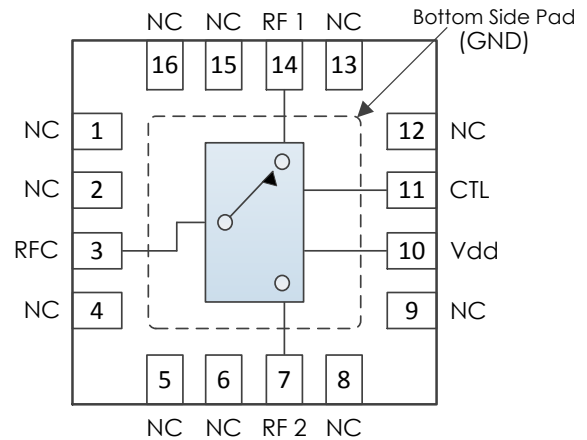 Bottom Side Pad
(GND)
NC NC RF 1 NC
16 15 14 13
NC 1 12 NC
NC 2 11 CTL
RFC 3 10 Vdd
NC 4 9 NC
5 6 7 8
NC NC RF 2 NC